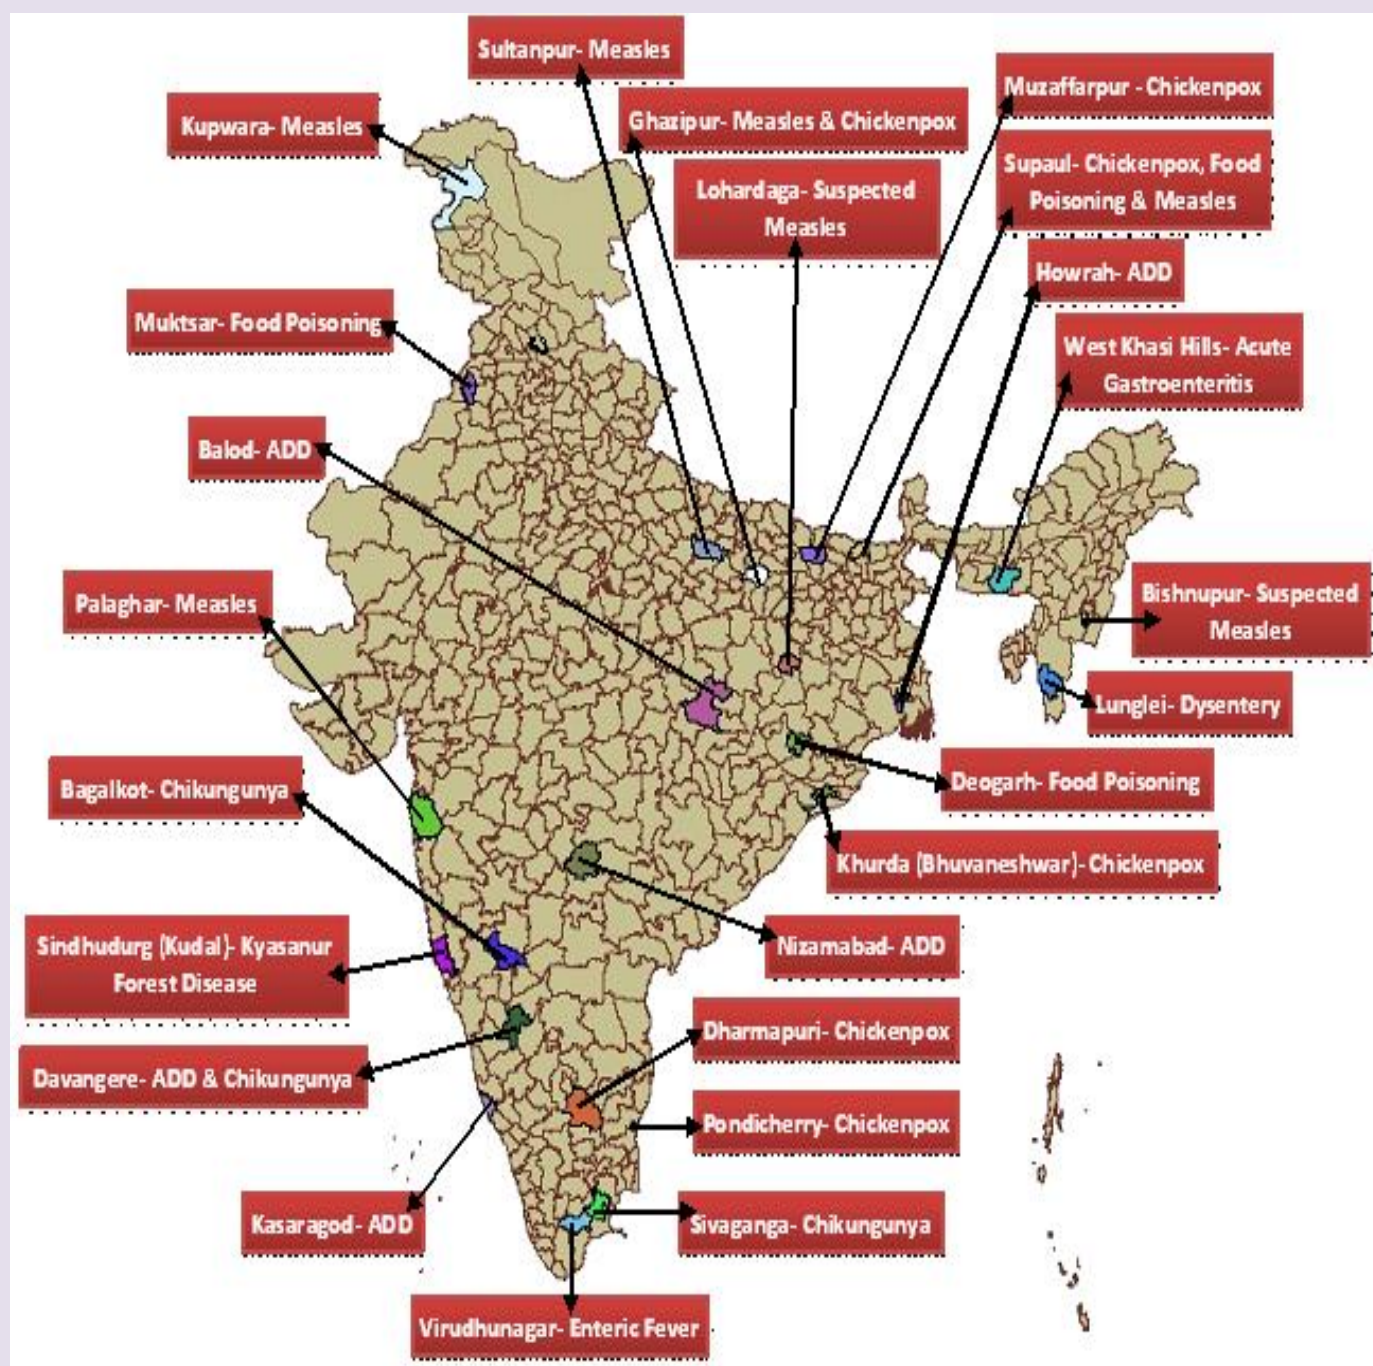 Sultanpur- Measles
Muzaffarpur - Chickenpox
Kupwara- Measles
Ghazipur- Measles & Chickenpox
Supaul- Chickenpox, Food
Poisoning & Measles
Lohardaga- Suspected
Measles
Howrah- ADD
Muktsar- Food Poisoning
West Khasi Hills- Acute
Gastroenteritis
Balod- ADD
Palaghar- Measles
Bishnupur- Suspected
Measles
Lunglei- Dysentery
Bagalkot- Chikungunya
Deogarh- Food Poisoning
Khurda (Bhuvaneshwar)- Chickenpox
Sindhudurg (Kudal)- Kyasanur
Forest Disease
Nizamabad- ADD
Dharmapuri- Chickenpox
Davangere- ADD & Chikungunya
Pondicherry- Chickenpox
Kasaragod- ADD
Sivaganga- Chikungunya
Virudhunagar- Enteric Fever